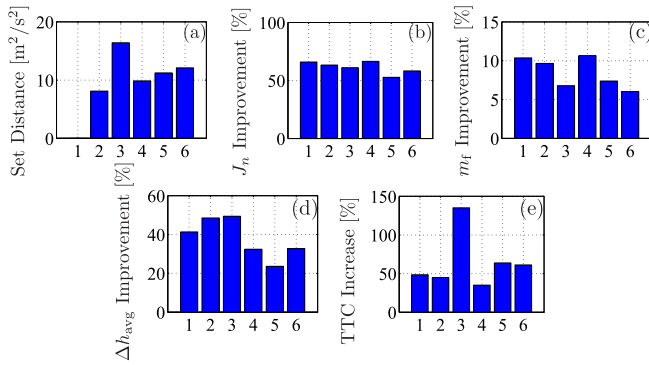 Set Distance [m²/s²]
20
10
0
1 2 3 4 5 6
(a)
J_n Improvement [%]
100
50
0
1 2 3 4 5 6
(b)
m_f Improvement [%]
15
10
5
0
1 2 3 4 5 6
(c)
Δh_avg Improvement [%]
60
40
20
0
1 2 3 4 5 6
(d)
TTC Increase [%]
150
100
50
0
1 2 3 4 5 6
(e)